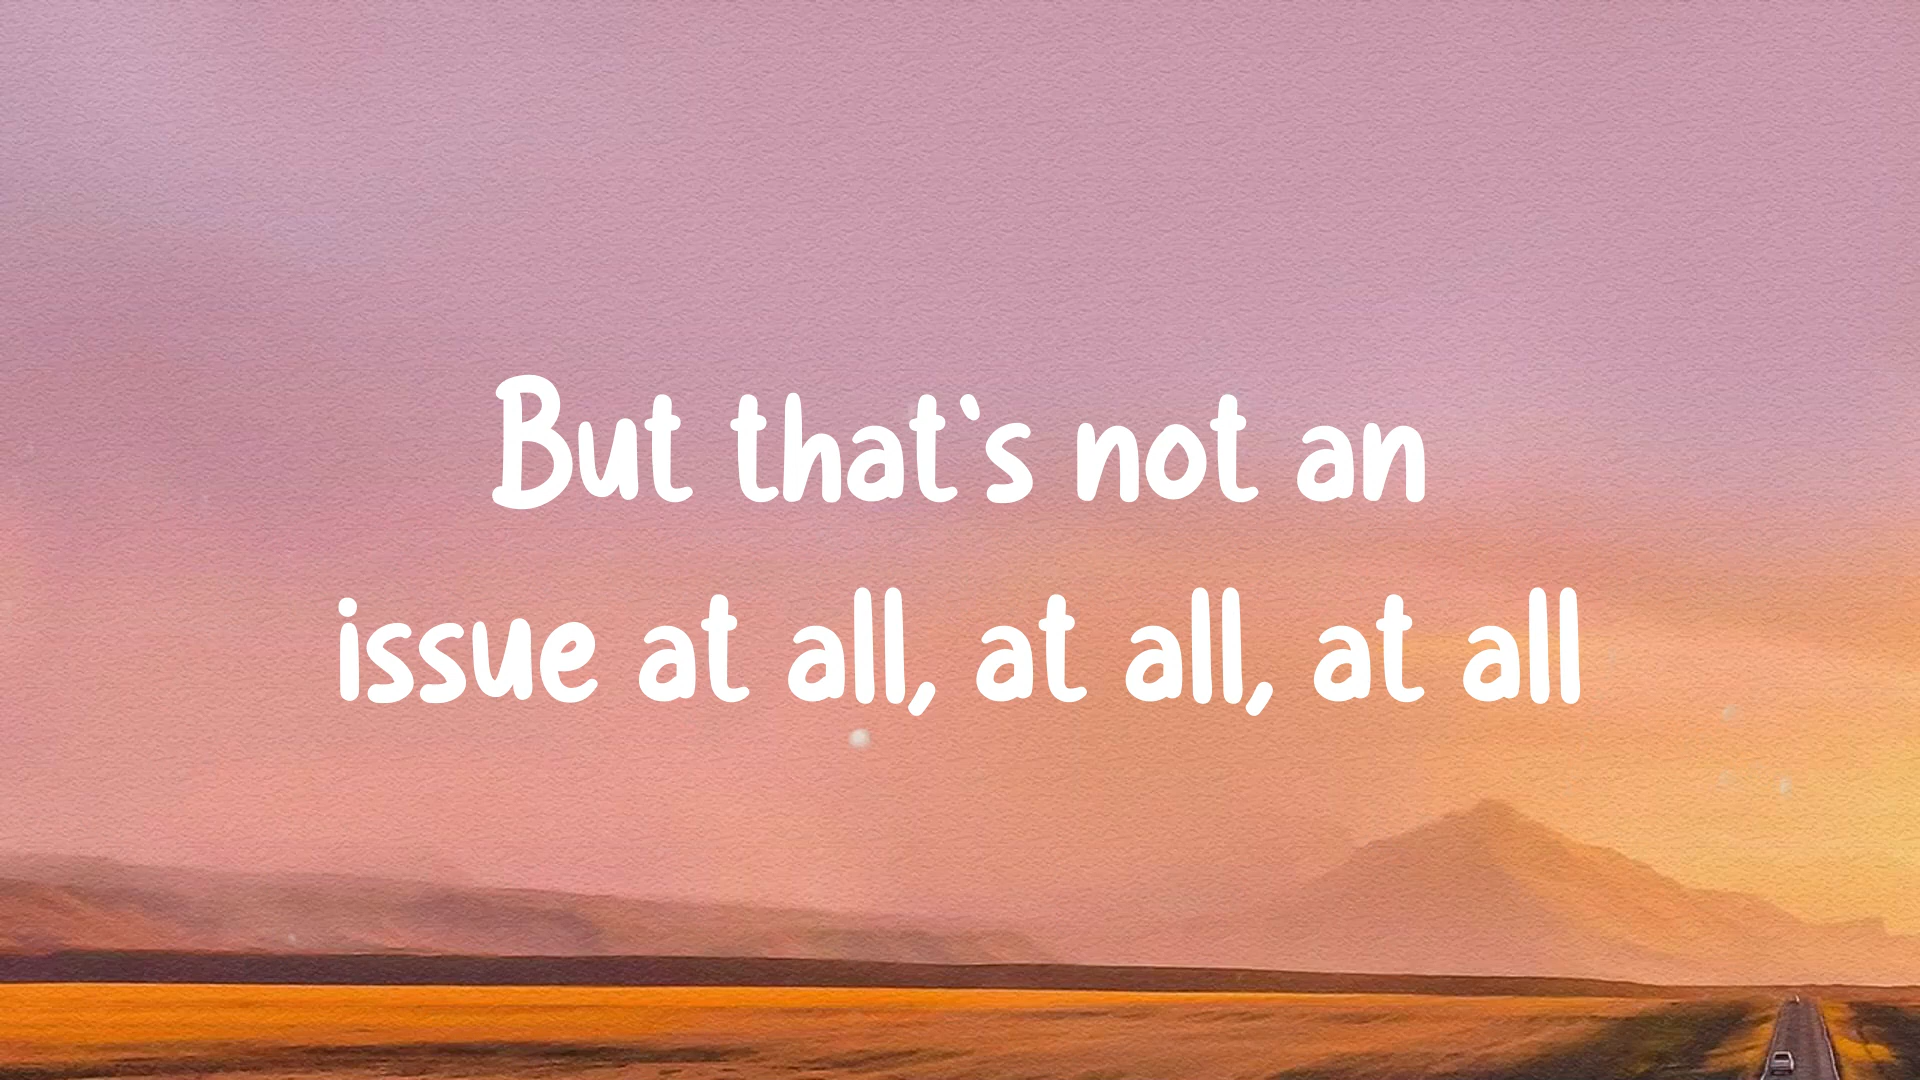 But that's not an
issue at all, at all, at all